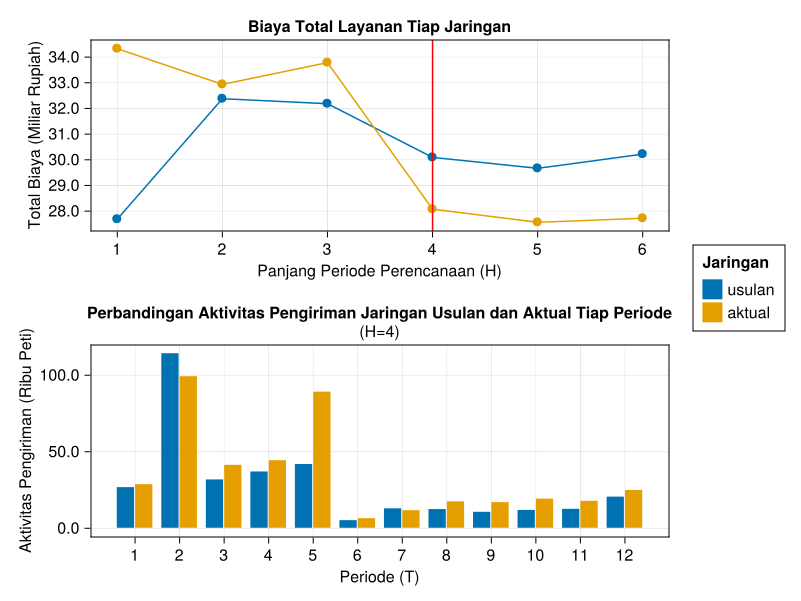 Biaya Total Layanan Tiap Jaringan
Total Biaya (Miliar Rupiah)
34.0
33.0
32.0
31.0
30.0
29.0
28.0
1 2 3 4 5 6
Panjang Periode Perencanaan (H)
Jaringan
usulan
aktual
Perbandingan Aktivitas Pengiriman Jaringan Usulan dan Aktual Tiap Periode
(H=4)
Aktivitas Pengiriman (Ribu Peti)
100.0
50.0
0.0
1 2 3 4 5 6 7 8 9 10 11 12
Periode (T)